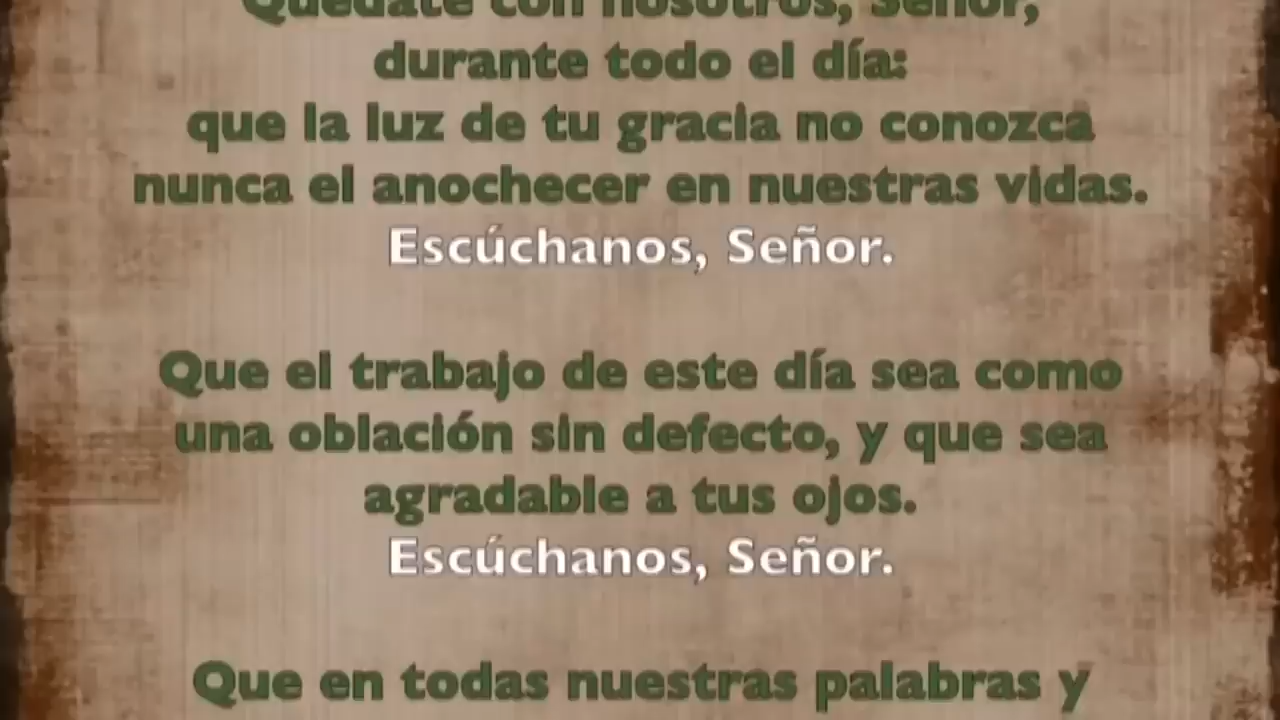 Quédate con nosotros, Señor,
durante todo el día:
que la luz de tu gracia no conozca
nunca el anochecer en nuestras vidas.
Escúchanos, Señor.
Que el trabajo de este día sea como
una oblación sin defecto, y que sea
agradable a tus ojos.
Escúchanos, Señor.
Que en todas nuestras palabras y